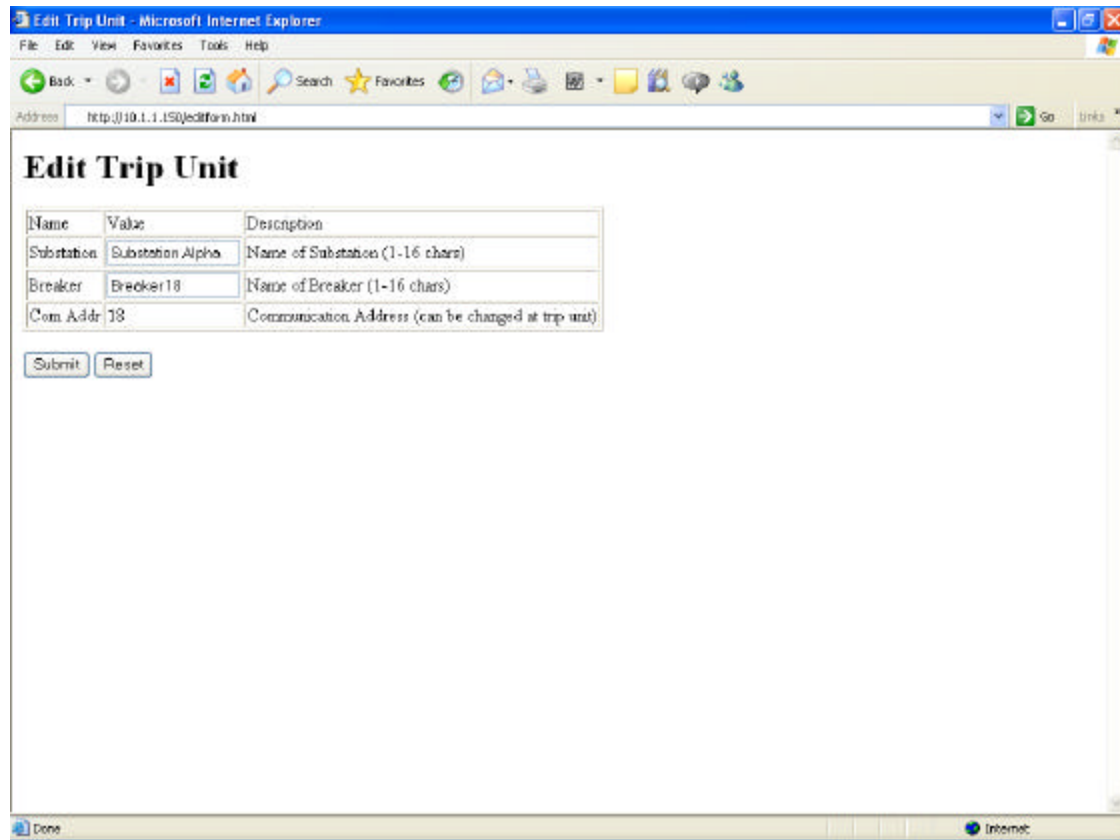 Edit Trip Unit - Microsoft Internet Explorer
File Edit View Favorites Tools Help
Back Search Favorites
Address http://10.1.1.150/editform.html Go Links
Edit Trip Unit
Name Value Description
Substation Substation Alpha Name of Substation (1-16 chars)
Breaker Breaker18 Name of Breaker (1-16 chars)
Com Addr 18 Communication Address (can be changed at trip unit)
Submit Reset
Done Internet